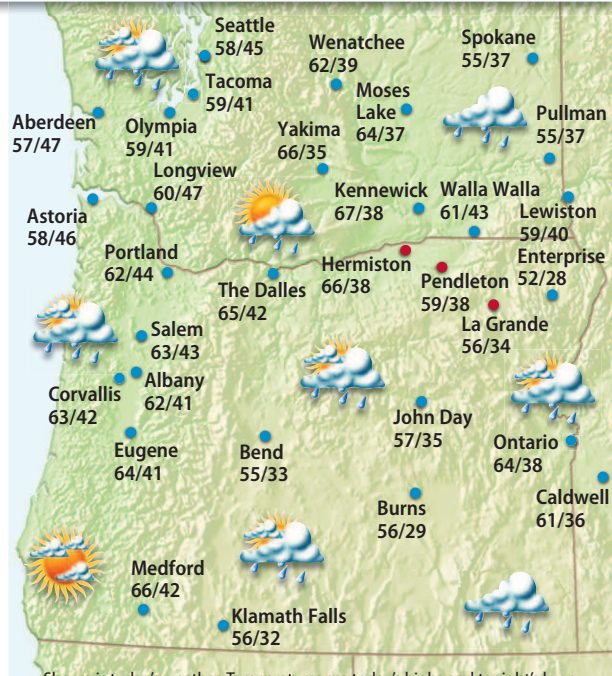 Seattle
58/45
Wenatchee
62/39
Spokane
55/37
Tacoma
59/41
Moses
Lake
64/37
Aberdeen
57/47
Olympia
59/41
Yakima
66/35
Pullman
55/37
Longview
60/47
Kennewick
67/38
Walla Walla
61/43
Lewiston
59/40
Astoria
58/46
Portland
62/44
The Dalles
65/42
Hermiston
66/38
Pendleton
59/38
Enterprise
52/28
La Grande
56/34
Salem
63/43
Albany
62/41
Corvallis
63/42
John Day
57/35
Eugene
64/41
Bend
55/33
Ontario
64/38
Caldwell
61/36
Burns
56/29
Medford
66/42
Klamath Falls
56/32